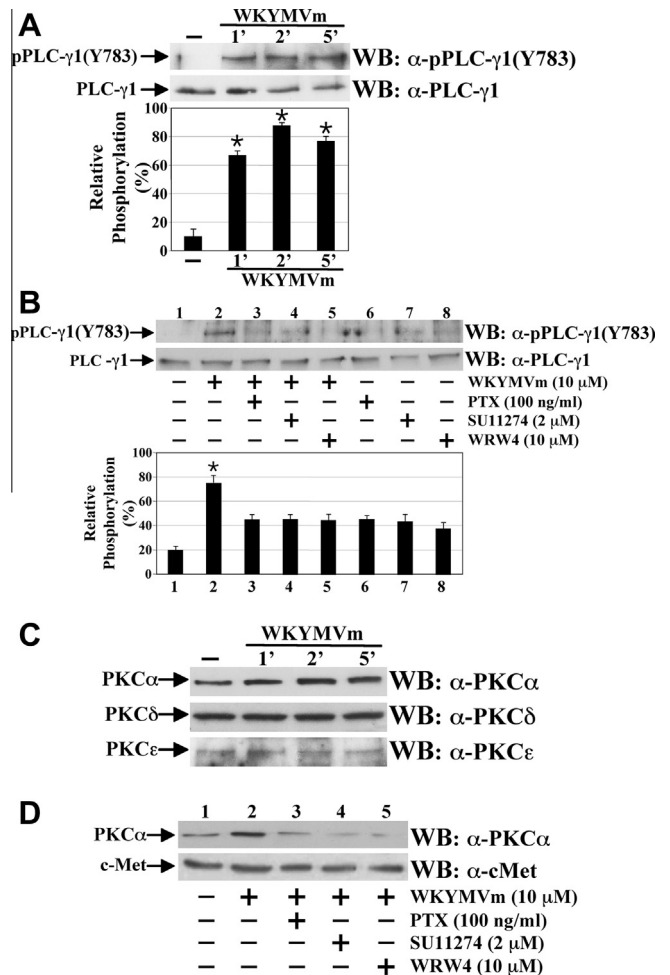 A
WKYMVm
– 1’ 2’ 5’
pPLC-γ1(Y783) WB: α-pPLC-γ1(Y783)
PLC-γ1 WB: α-PLC-γ1
Relative Phosphorylation (%)
100
80
60
40
20
0
* * *
– 1’ 2’ 5’
WKYMVm
B
1 2 3 4 5 6 7 8
pPLC-γ1(Y783) WB: α-pPLC-γ1(Y783)
PLC -γ1 WB: α-PLC-γ1
– + + + + – – – WKYMVm (10 μM)
– – + – – + – – PTX (100 ng/ml)
– – – + – – + – SU11274 (2 μM)
– – – – + – – + WRW4 (10 μM)
Relative Phosphorylation (%)
100
80
60
40
20
0
*
1 2 3 4 5 6 7 8
C
WKYMVm
– 1’ 2’ 5’
PKCα WB: α-PKCα
PKCδ WB: α-PKCδ
PKCε WB: α-PKCε
D
1 2 3 4 5
PKCα WB: α-PKCα
c-Met WB: α-cMet
– + + + + WKYMVm (10 μM)
– – + – – PTX (100 ng/ml)
– – – + – SU11274 (2 μM)
– – – – + WRW4 (10 μM)